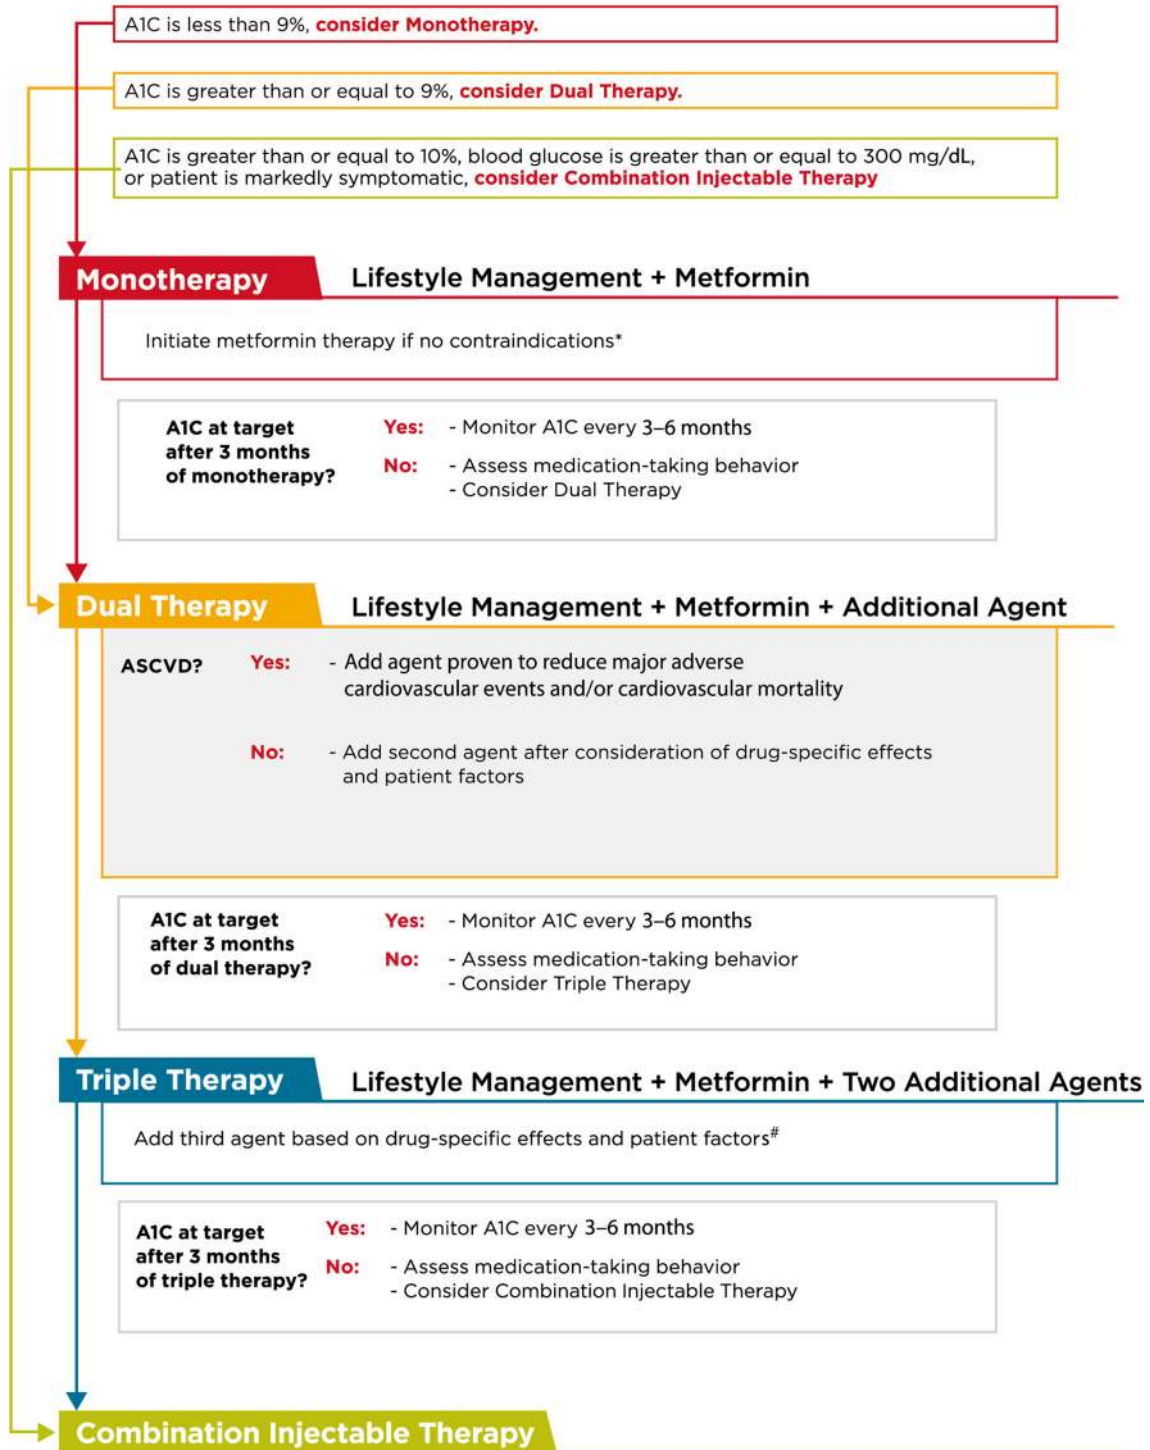 A1C is less than 9%, consider Monotherapy.
A1C is greater than or equal to 9%, consider Dual Therapy.
A1C is greater than or equal to 10%, blood glucose is greater than or equal to 300 mg/dL,
or patient is markedly symptomatic, consider Combination Injectable Therapy
Monotherapy Lifestyle Management + Metformin
Initiate metformin therapy if no contraindications*
A1C at target
after 3 months
of monotherapy?
Yes: - Monitor A1C every 3–6 months
No: - Assess medication-taking behavior
- Consider Dual Therapy
Dual Therapy Lifestyle Management + Metformin + Additional Agent
ASCVD? Yes: - Add agent proven to reduce major adverse
cardiovascular events and/or cardiovascular mortality
No: - Add second agent after consideration of drug-specific effects
and patient factors
A1C at target
after 3 months
of dual therapy?
Yes: - Monitor A1C every 3–6 months
No: - Assess medication-taking behavior
- Consider Triple Therapy
Triple Therapy Lifestyle Management + Metformin + Two Additional Agents
Add third agent based on drug-specific effects and patient factors#
A1C at target
after 3 months
of triple therapy?
Yes: - Monitor A1C every 3–6 months
No: - Assess medication-taking behavior
- Consider Combination Injectable Therapy
Combination Injectable Therapy